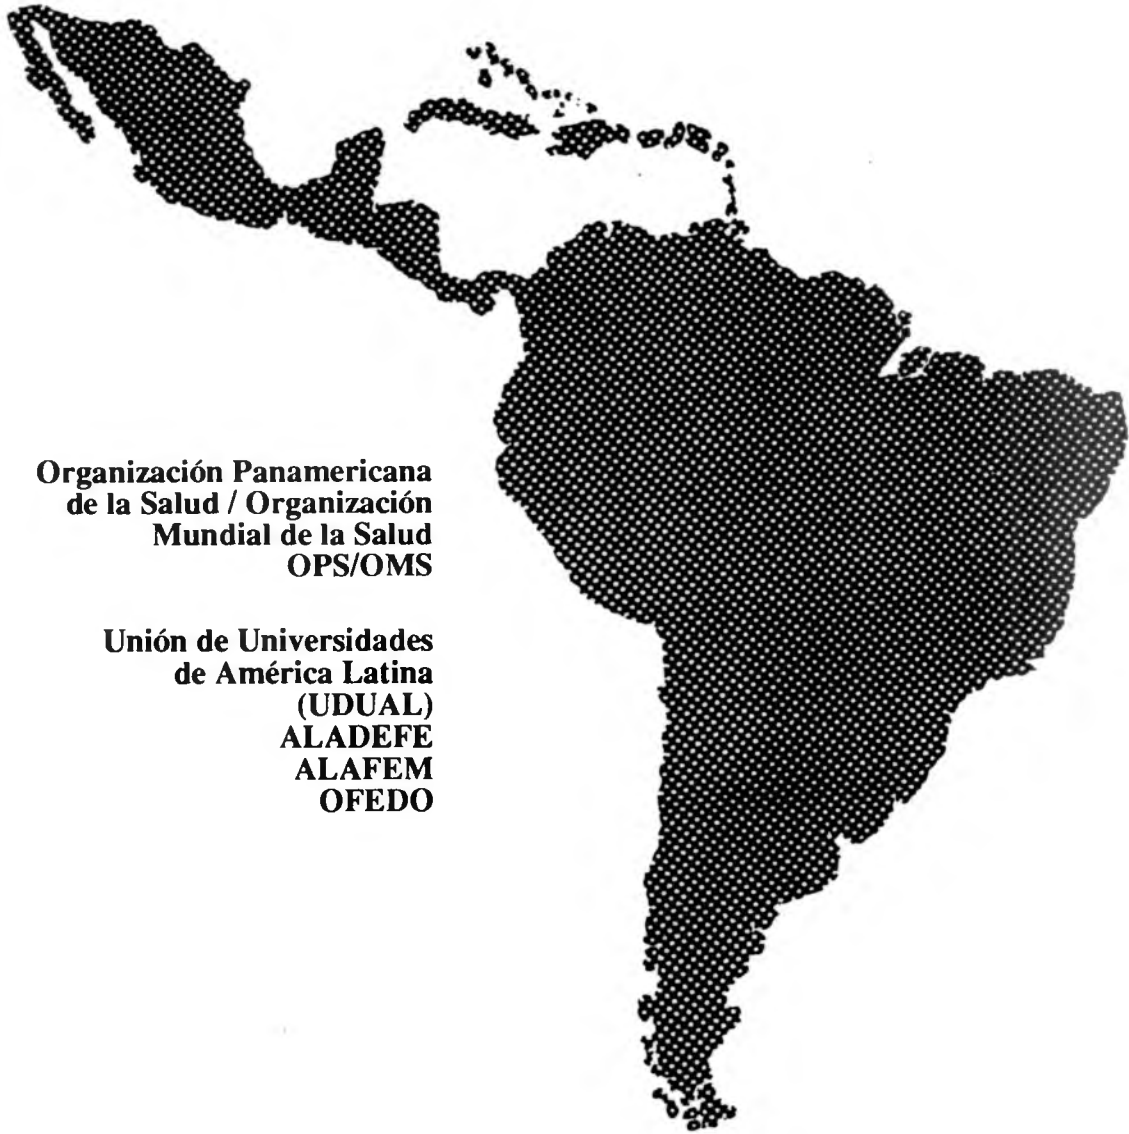 Organización Panamericana
de la Salud / Organización
Mundial de la Salud
OPS/OMS
Unión de Universidades
de América Latina
(UDUAL)
ALADEFE
ALAFEM
OFEDO